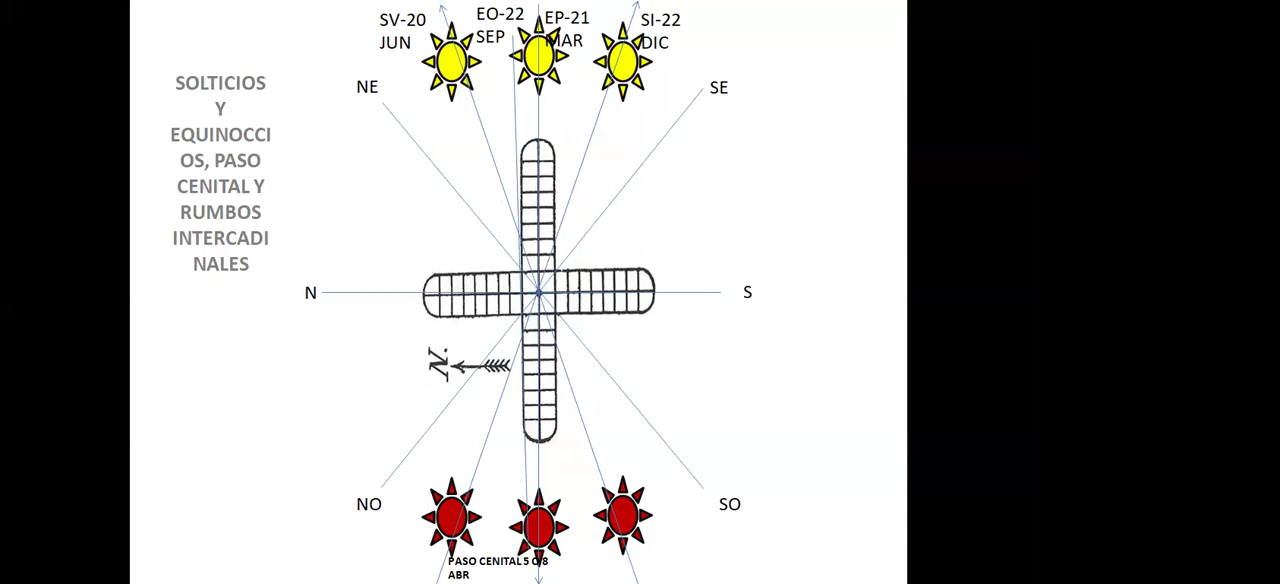 SV-20
JUN
EO-22
SEP
EP-21
MAR
SI-22
DIC
SOLTICIOS
Y
EQUINOCCI
OS, PASO
CENITAL Y
RUMBOS
INTERCADI
NALES
NE
SE
N
S
N.
NO
SO
PASO CENITAL 5 O 8
ABR